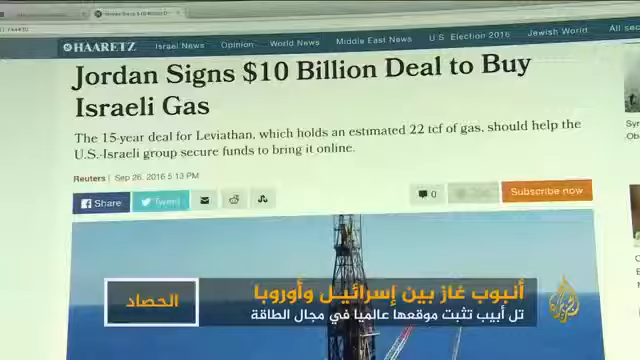 HAARETZ
Israel News Opinion World News Middle East News U.S. Election 2016 Jewish World All sec
Jordan Signs $10 Billion Deal to Buy
Israeli Gas
The 15-year deal for Leviathan, which holds an estimated 22 tcf of gas, should help the
U.S.-Israeli group secure funds to bring it online.
Reuters | Sep 26, 2016 5:13 PM
Share Tweet 0 Subscribe now
Syr
Oba
أنبوب غاز بين إسرائيل وأوروبا
الحصاد
تل أبيب تثبت موقعها عالميا في مجال الطاقة
الجزيرة